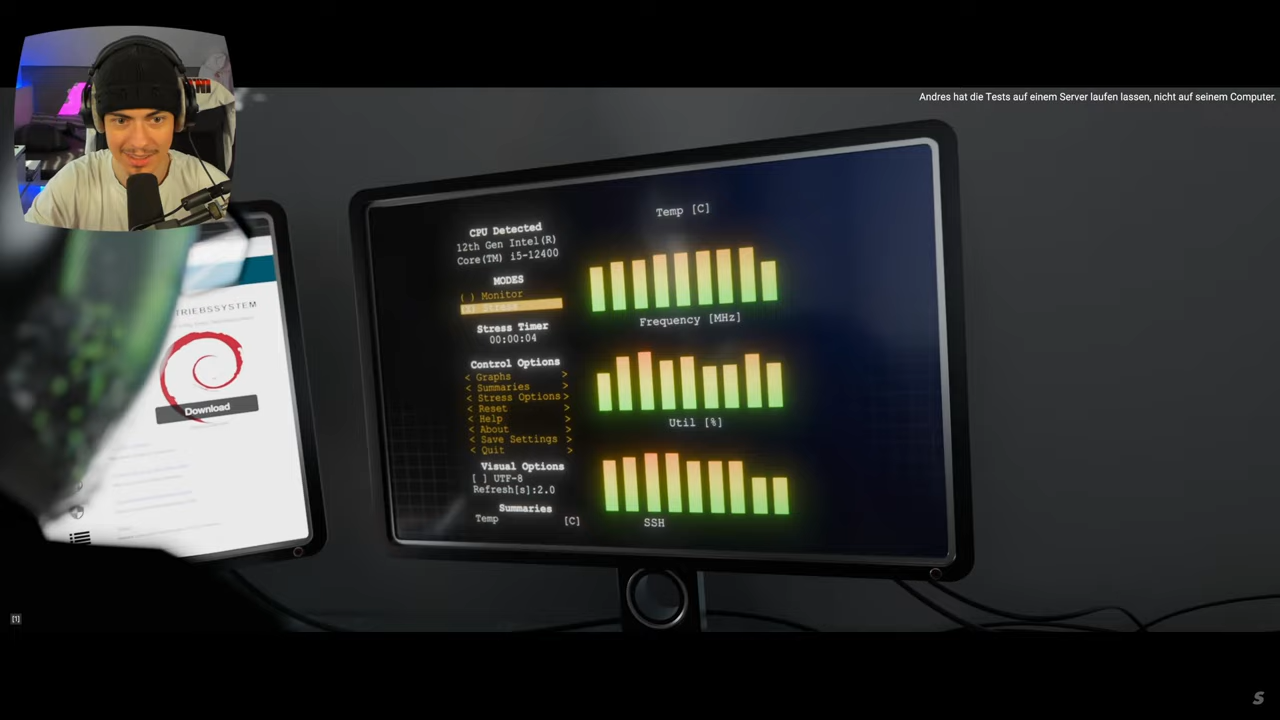 Andres hat die Tests auf einem Server laufen lassen, nicht auf seinem Computer.
TRIEBSSYSTEM
Download
CPU Detected
12th Gen Intel(R)
Core(TM) i5-12400
MODES
( ) Monitor
Stress Timer
00:00:04
Control Options
< Graphs >
< Summaries >
< Stress Options >
< Reset >
< Help >
< About >
< Save Settings >
< Quit >
Visual Options
[ ] UTF-8
Refresh[s]:2.0
Summaries
Temp [C]
Temp [C]
Frequency [MHz]
Util [%]
SSH
[1]
S